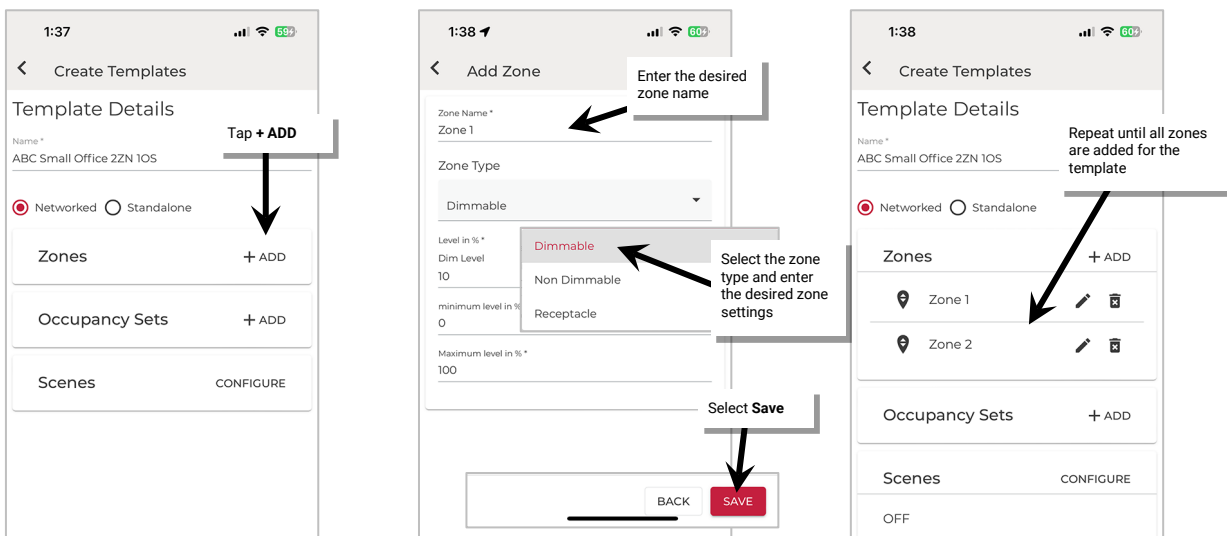 1:37
59
Create Templates
Template Details
Name *
ABC Small Office 2ZN 1OS
Tap + ADD
Networked
Standalone
Zones
+ ADD
Occupancy Sets
+ ADD
Scenes
CONFIGURE
1:38
60
Add Zone
Enter the desired
zone name
Zone Name *
Zone 1
Zone Type
Dimmable
Level in % *
Dim Level
10
minimum level in %
0
Maximum level in % *
100
Dimmable
Non Dimmable
Receptacle
Select the zone
type and enter
the desired zone
settings
Select Save
BACK
SAVE
1:38
60
Create Templates
Template Details
Name *
ABC Small Office 2ZN 1OS
Repeat until all zones
are added for the
template
Networked
Standalone
Zones
+ ADD
Zone 1
Zone 2
Occupancy Sets
+ ADD
Scenes
CONFIGURE
OFF